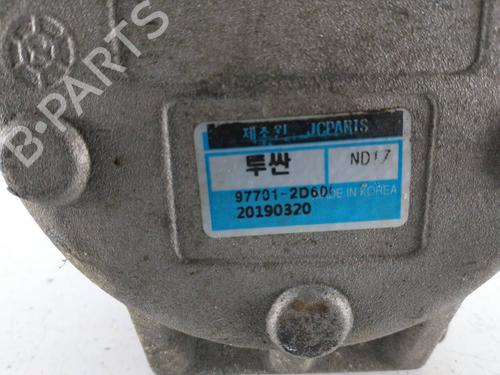 B-PARTS
제조원 JCPARTS
투싼 ND17
97701-2D600
MADE IN KOREA
20190320